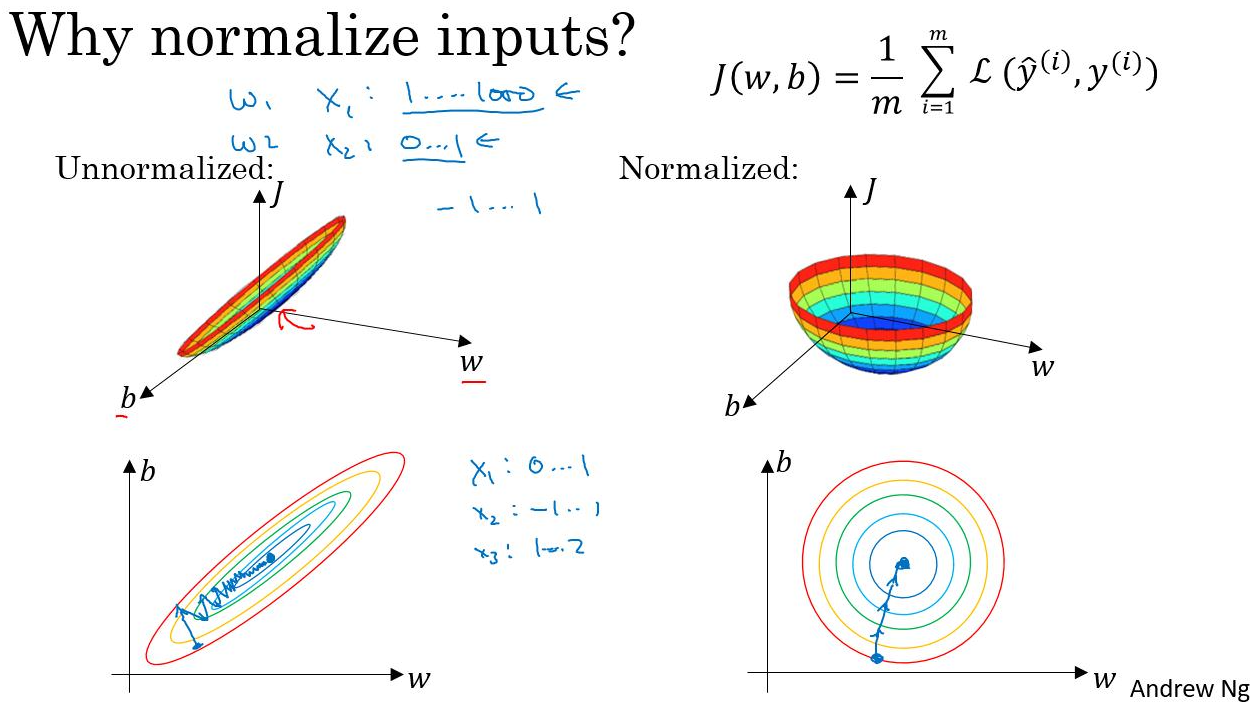 Why normalize inputs?
J(w, b) = 1/m ∑_{i=1}^{m} ℒ(ŷ^(i), y^(i))
w₁ x₁ : 1....1000 ←
w2 x₂ : 0...1 ←
-1...1
Unnormalized:
J
w
b
Normalized:
J
w
b
b
w
x₁ : 0...1
x₂ : -1..1
x₃ : 1..2
b
w
Andrew Ng